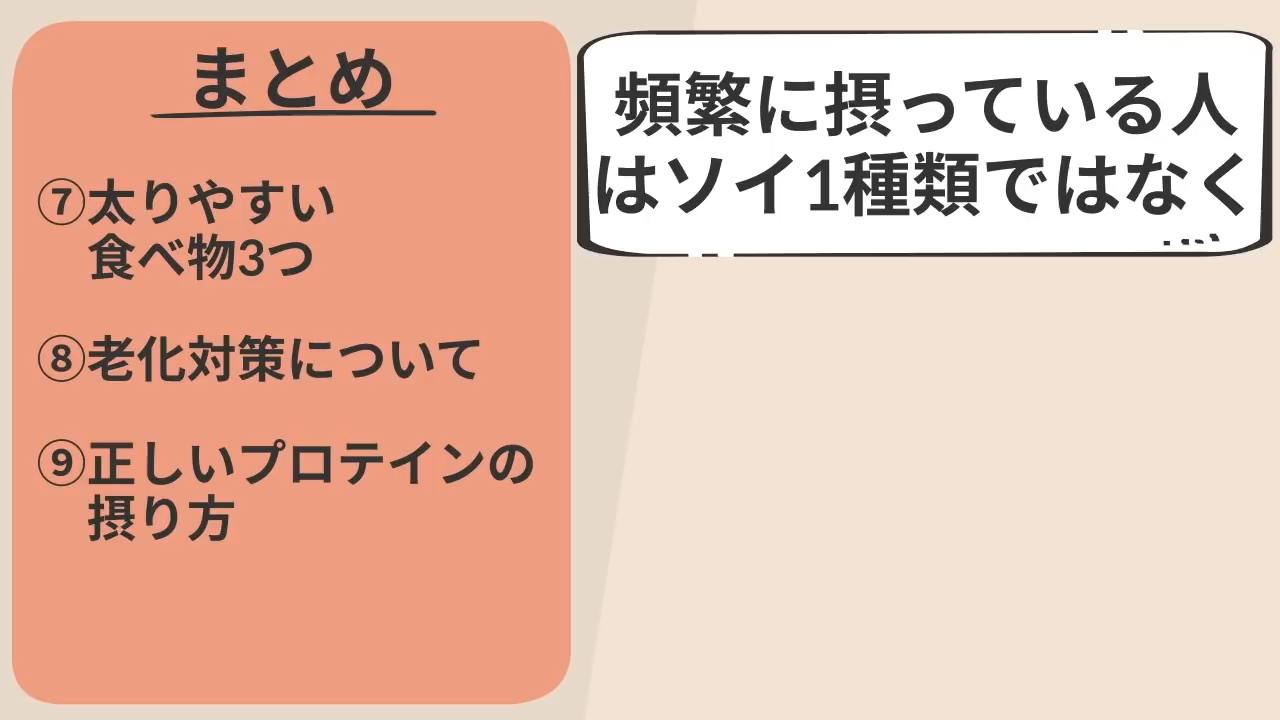 まとめ
⑦太りやすい
食べ物3つ
⑧老化対策について
⑨正しいプロテインの
摂り方
頻繁に摂っている人
はソイ1種類ではなく